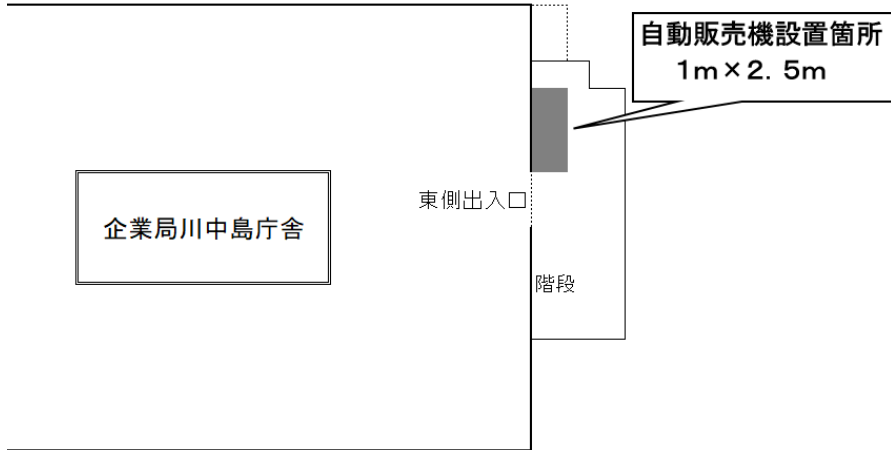 自動販売機設置箇所
1m×2.5m
東側出入口
企業局川中島庁舎
階段